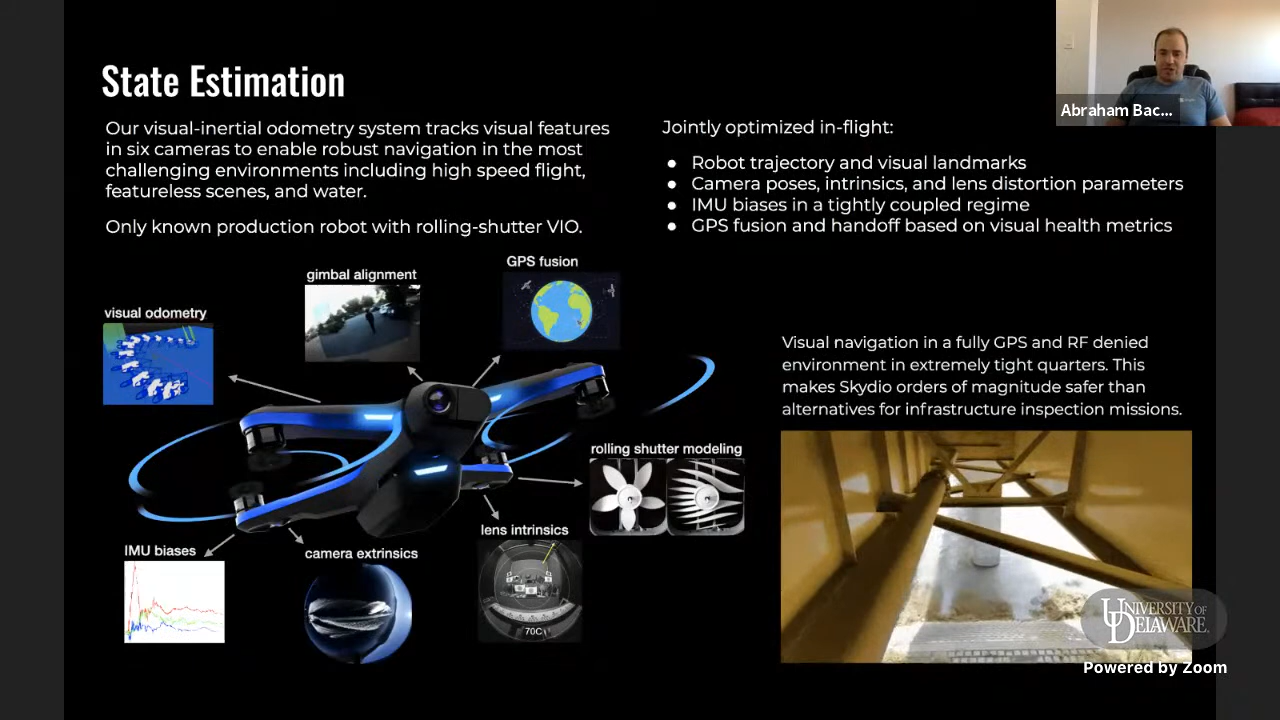 State Estimation
Our visual-inertial odometry system tracks visual features
in six cameras to enable robust navigation in the most
challenging environments including high speed flight,
featureless scenes, and water.
Only known production robot with rolling-shutter VIO.
Jointly optimized in-flight:
● Robot trajectory and visual landmarks
● Camera poses, intrinsics, and lens distortion parameters
● IMU biases in a tightly coupled regime
● GPS fusion and handoff based on visual health metrics
Abraham Bac...
GPS fusion
gimbal alignment
visual odometry
rolling shutter modeling
lens intrinsics
70C
IMU biases
camera extrinsics
Visual navigation in a fully GPS and RF denied
environment in extremely tight quarters. This
makes Skydio orders of magnitude safer than
alternatives for infrastructure inspection missions.
UNIVERSITY OF
DELAWARE.
Powered by Zoom